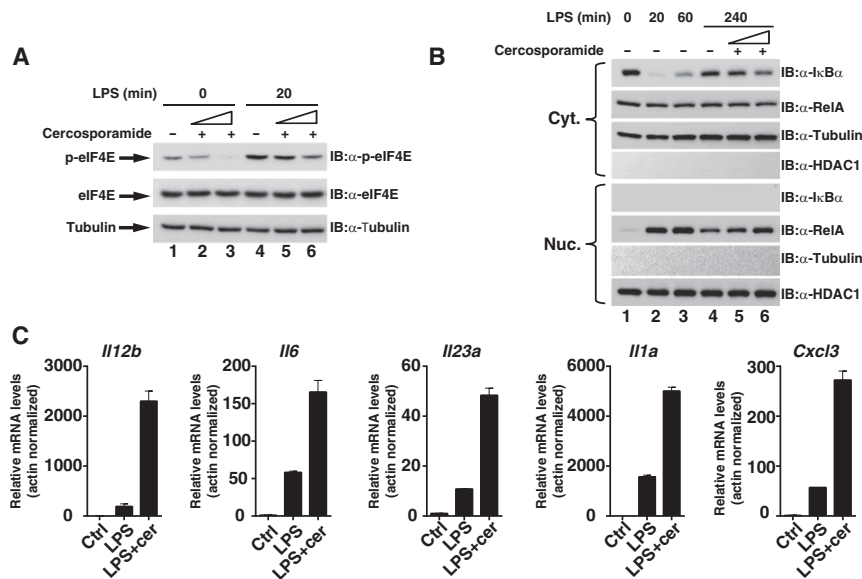 A
LPS (min) 0 20
Cercosporamide – + + – + +
p-eIF4E IB:α-p-eIF4E
eIF4E IB:α-eIF4E
Tubulin IB:α-Tubulin
1 2 3 4 5 6
B
LPS (min) 0 20 60 240
Cercosporamide – – – – + +
Cyt.
IB:α-IκBα
IB:α-RelA
IB:α-Tubulin
IB:α-HDAC1
Nuc.
IB:α-IκBα
IB:α-RelA
IB:α-Tubulin
IB:α-HDAC1
1 2 3 4 5 6
C
Il12b
Relative mRNA levels
(actin normalized)
3000
2000
1000
0
Ctrl LPS LPS+cer
Il6
Relative mRNA levels
(actin normalized)
200
150
100
50
0
Ctrl LPS LPS+cer
Il23a
Relative mRNA levels
(actin normalized)
60
40
20
0
Ctrl LPS LPS+cer
Il1a
Relative mRNA levels
(actin normalized)
6000
4000
2000
0
Ctrl LPS LPS+cer
Cxcl3
Relative mRNA levels
(actin normalized)
300
200
100
0
Ctrl LPS LPS+cer